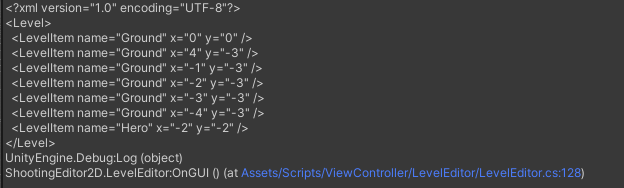 <?xml version="1.0" encoding="UTF-8"?>
<Level>
<LevelItem name="Ground" x="0" y="0" />
<LevelItem name="Ground" x="4" y="-3" />
<LevelItem name="Ground" x="-1" y="-3" />
<LevelItem name="Ground" x="-2" y="-3" />
<LevelItem name="Ground" x="-3" y="-3" />
<LevelItem name="Ground" x="-4" y="-3" />
<LevelItem name="Hero" x="-2" y="-2" />
</Level>
UnityEngine.Debug:Log (object)
ShootingEditor2D.LevelEditor:OnGUI () (at Assets/Scripts/ViewController/LevelEditor/LevelEditor.cs:128)